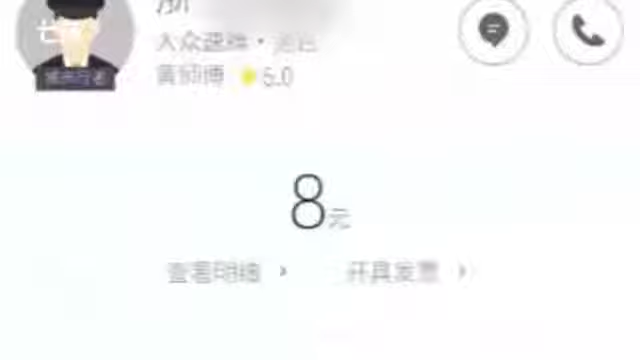 浙
大众速腾·
黄师傅 5.0
8元
查看明细 ›
开具发票 ›